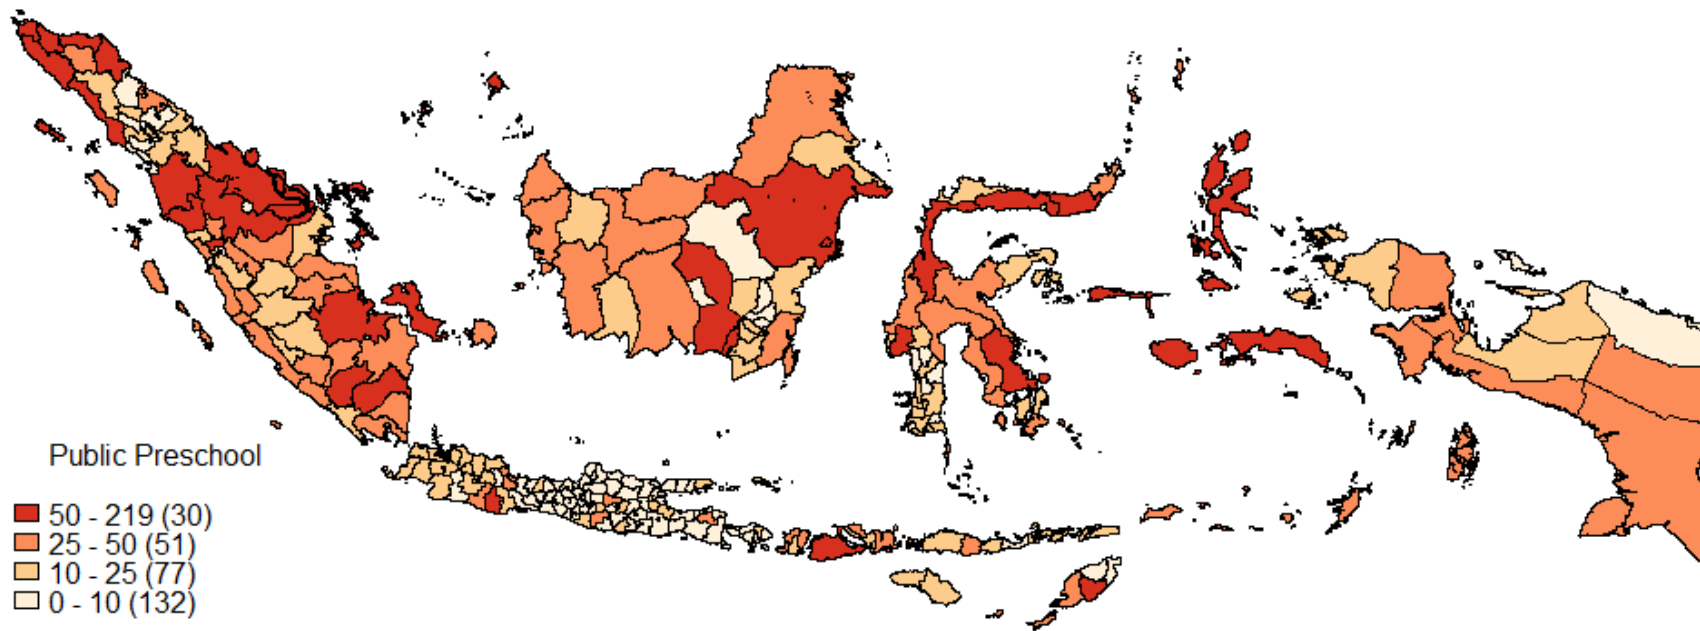 Public Preschool
50 - 219 (30)
25 - 50 (51)
10 - 25 (77)
0 - 10 (132)